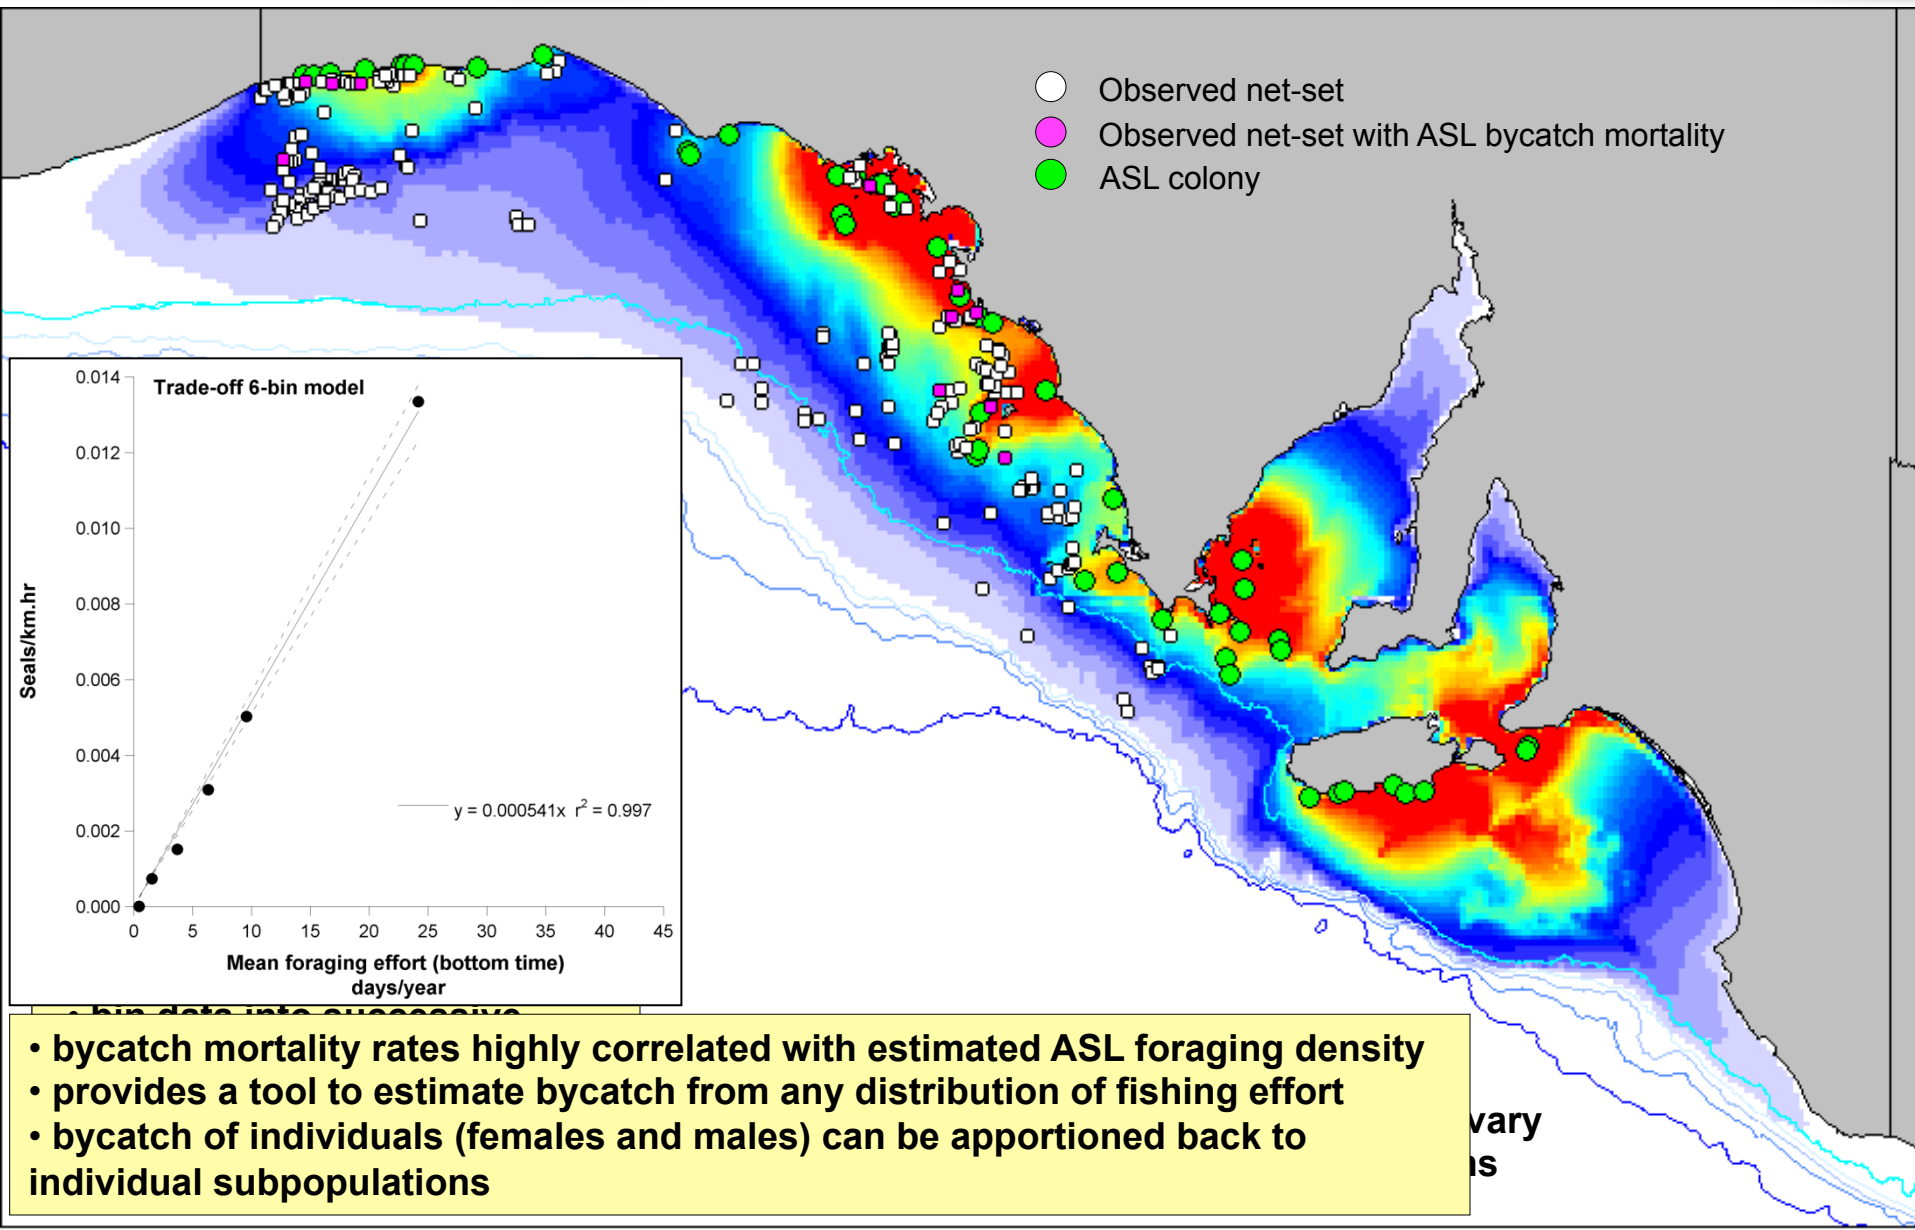 Observed net-set
Observed net-set with ASL bycatch mortality
ASL colony
Trade-off 6-bin model
0.014
0.012
0.010
0.008
0.006
0.004
0.002
0.000
Seals/km.hr
y = 0.000541x r² = 0.997
0 5 10 15 20 25 30 35 40 45
Mean foraging effort (bottom time)
days/year
• bin data into successive
• bycatch mortality rates highly correlated with estimated ASL foraging density
• provides a tool to estimate bycatch from any distribution of fishing effort
• bycatch of individuals (females and males) can be apportioned back to
individual subpopulations
vary